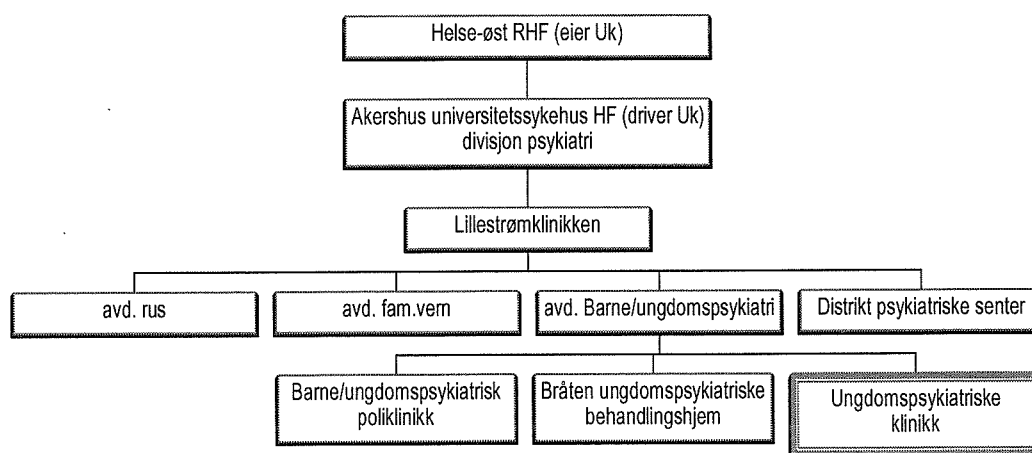 Helse-øst RHF (eier Uk)
Akershus universitetssykehus HF (driver Uk)
divisjon psykiatri
Lillestrømklinikken
avd. rus
avd. fam.vern
avd. Barne/ungdomspsykiatri
Distrikt psykiatriske senter
Barne/ungdomspsykiatrisk
poliklinikk
Bråten ungdomspsykiatriske
behandlingshjem
Ungdomspsykiatriske
klinikk